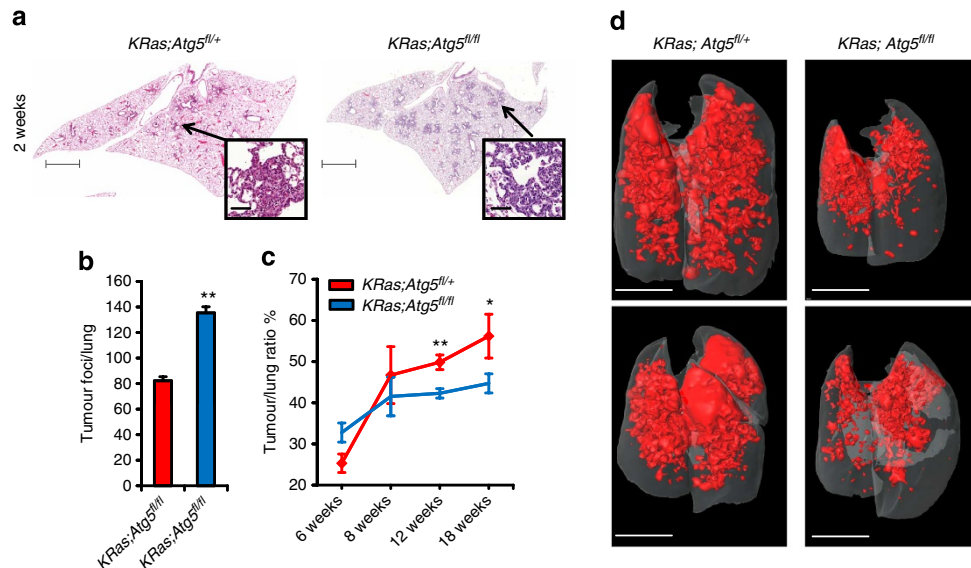 a
KRas;Atg5fl/+
KRas;Atg5fl/fl
2 weeks
b
160
140
120
100
80
60
40
20
0
Tumour foci/lung
**
KRas;Atg5fl/fl
KRas;Atg5fl/fl
c
70
60
50
40
30
20
Tumour/lung ratio %
KRas;Atg5fl/+
KRas;Atg5fl/fl
**
*
6 weeks
8 weeks
12 weeks
18 weeks
d
KRas; Atg5fl/+
KRas; Atg5fl/fl